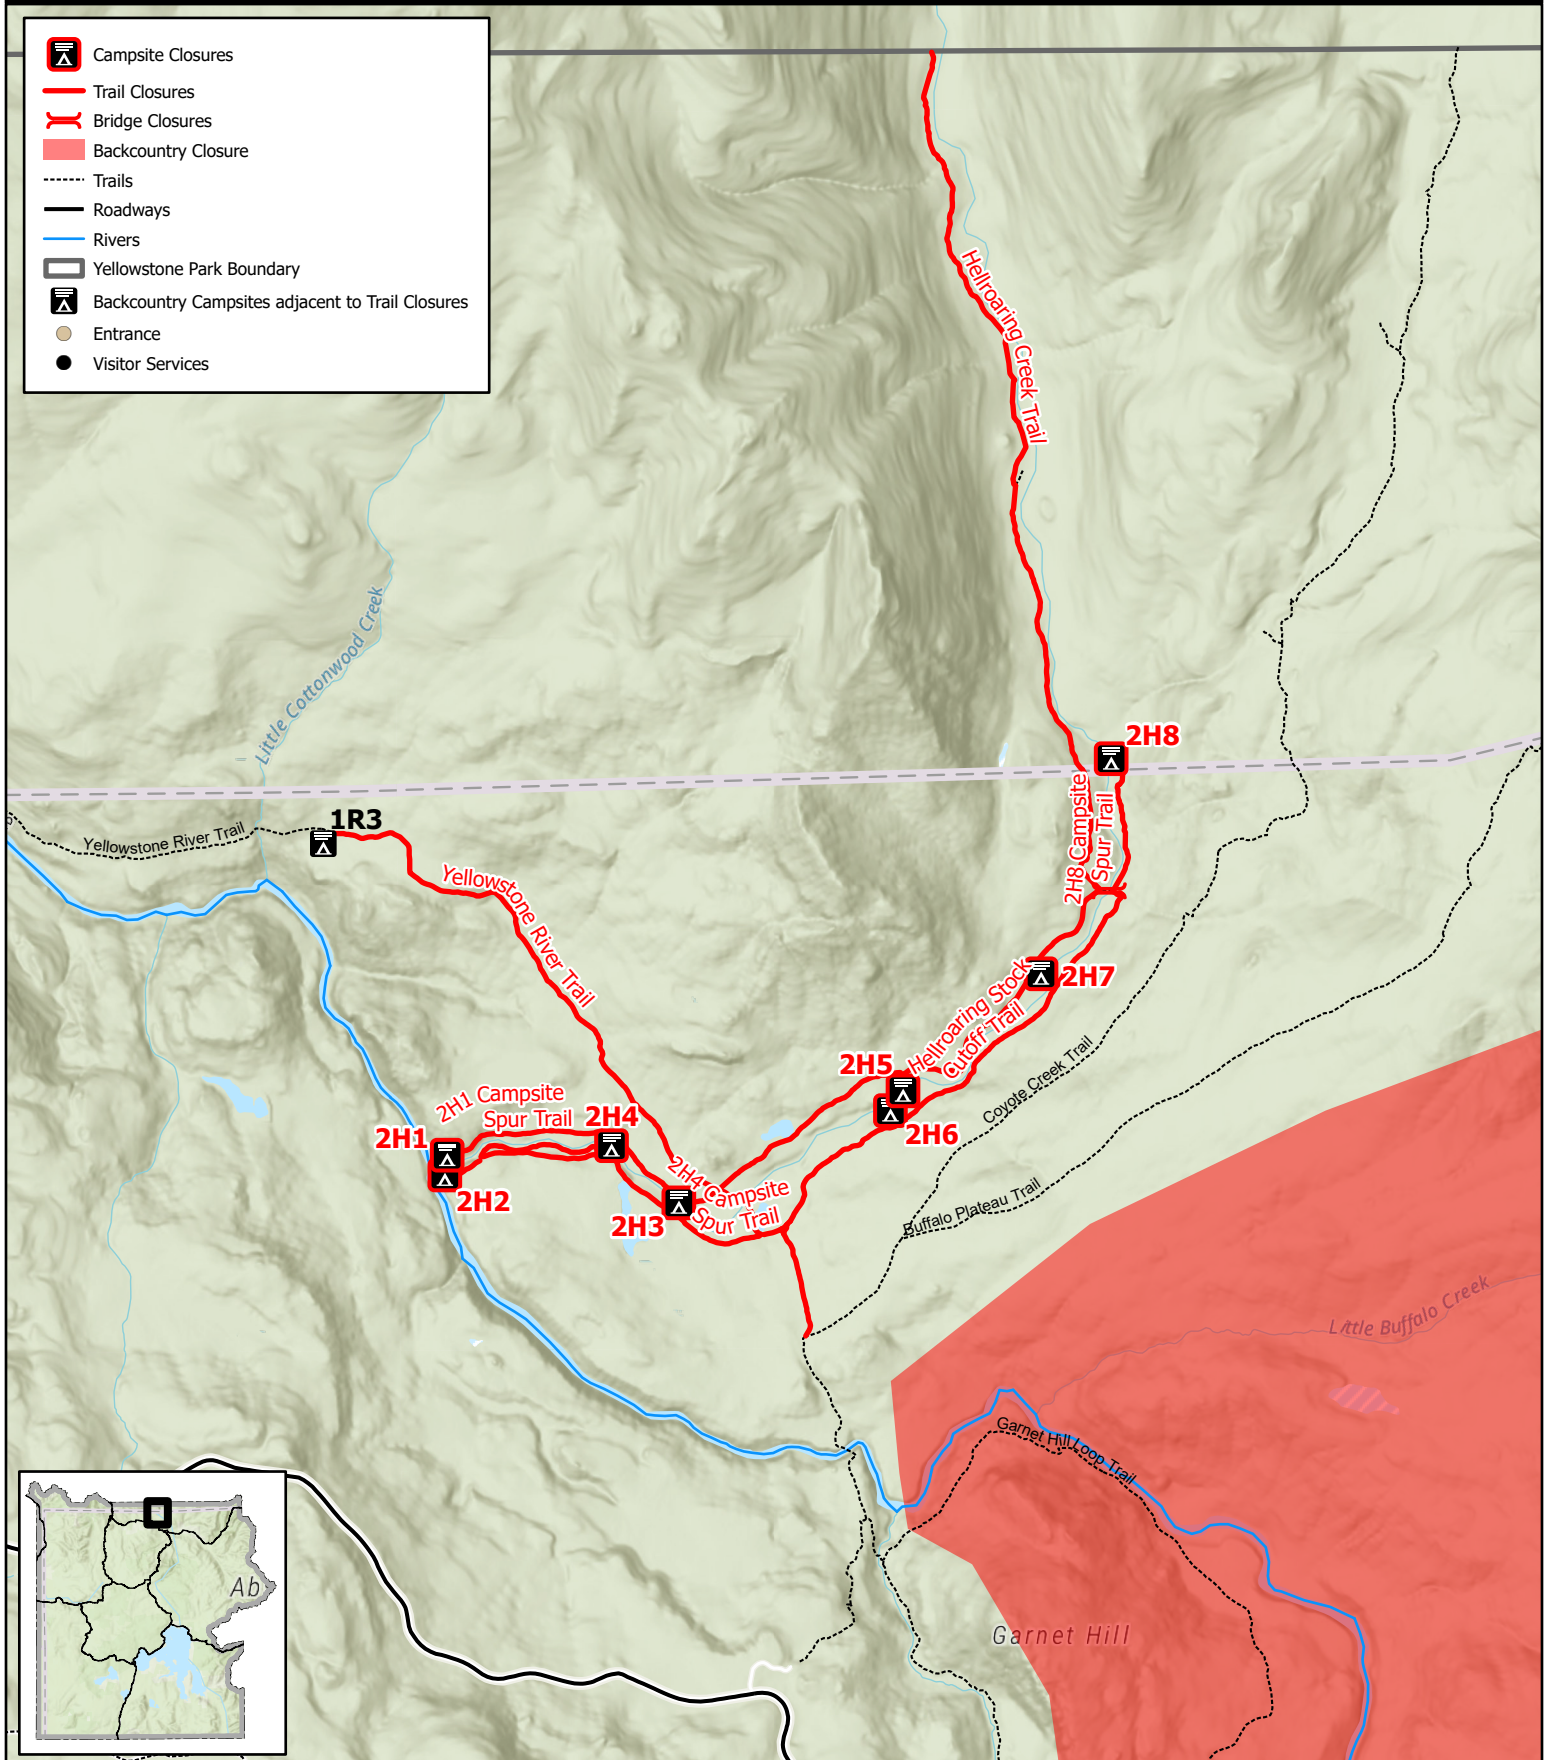 Campsite Closures
Trail Closures
Bridge Closures
Backcountry Closure
Trails
Roadways
Rivers
Yellowstone Park Boundary
Backcountry Campsites adjacent to Trail Closures
Entrance
Visitor Services
Hellroaring Creek Trail
Little Cottonwood Creek
2H8
2H8 Campsite
Spur Trail
1R3
Yellowstone River Trail
Yellowstone River Trail
2H7
Hellroaring Stock
Cutoff Trail
2H5
2H6
Coyote Creek Trail
2H1 Campsite
Spur Trail
2H1
2H4
2H2
2H4 Campsite
Spur Trail
2H3
Buffalo Plateau Trail
Little Buffalo Creek
Garnet Hill Loop Trail
Garnet Hill
Ab